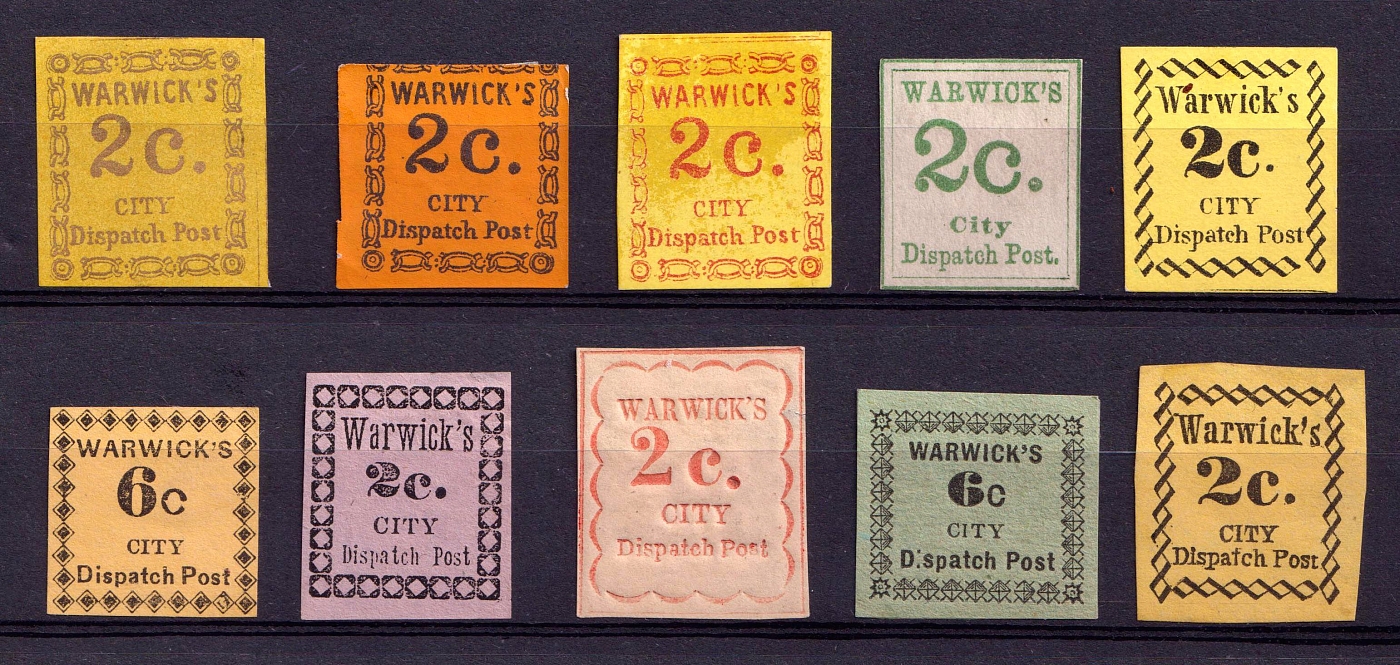 WARWICK'S
2c.
CITY
Dispatch Post
WARWICK'S
2c.
CITY
Dispatch Post
WARWICK'S
2c.
CITY
Dispatch Post
WARWICK'S
2c.
City
Dispatch Post.
Warwick's
2c.
CITY
Dispatch Post
WARWICK'S
6c
CITY
Dispatch Post
Warwick's
2c.
CITY
Dispatch Post
WARWICK'S
2c.
CITY
Dispatch Post
WARWICK'S
6c
CITY
D.spatch Post
Warwick's
2c.
CITY
Dispatch Post